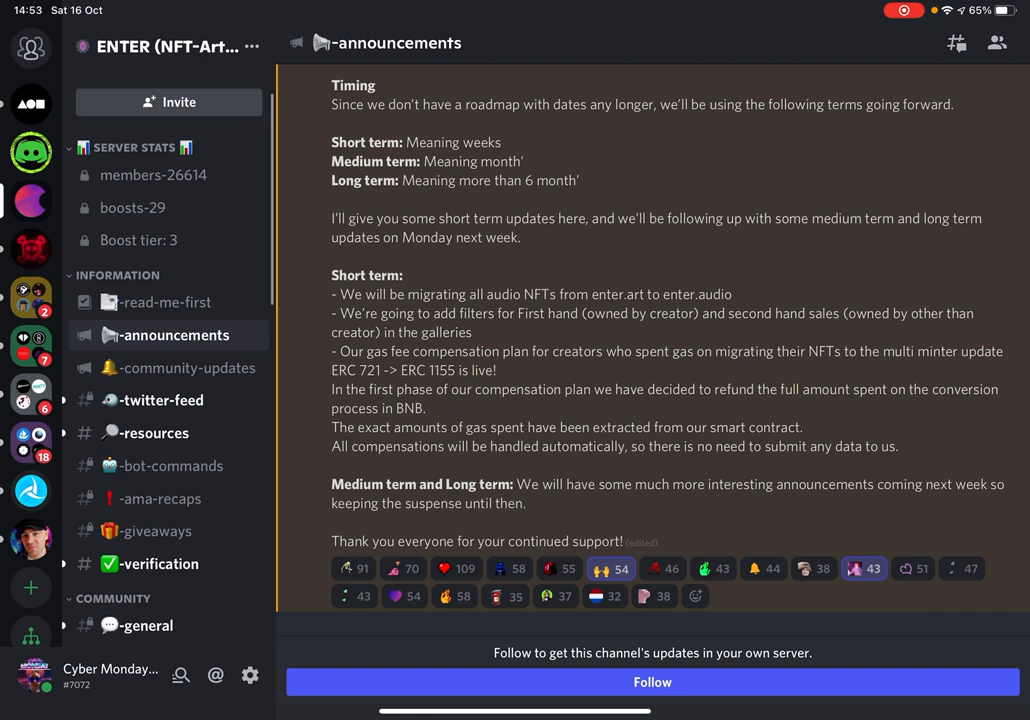 14:53 Sat 16 Oct
65%
ENTER (NFT-Art...
Invite
SERVER STATS
members-26614
boosts-29
Boost tier: 3
INFORMATION
-read-me-first
-announcements
-community-updates
-twitter-feed
-resources
-bot-commands
-ama-recaps
-giveaways
-verification
COMMUNITY
-general
2
7
6
18
Cyber Monday...
#7072
-announcements
Timing
Since we don't have a roadmap with dates any longer, we'll be using the following terms going forward.
Short term: Meaning weeks
Medium term: Meaning month'
Long term: Meaning more than 6 month'
I'll give you some short term updates here, and we'll be following up with some medium term and long term
updates on Monday next week.
Short term:
- We will be migrating all audio NFTs from enter.art to enter.audio
- We're going to add filters for First hand (owned by creator) and second hand sales (owned by other than
creator) in the galleries
- Our gas fee compensation plan for creators who spent gas on migrating their NFTs to the multi minter update
ERC 721 -> ERC 1155 is live!
In the first phase of our compensation plan we have decided to refund the full amount spent on the conversion
process in BNB.
The exact amounts of gas spent have been extracted from our smart contract.
All compensations will be handled automatically, so there is no need to submit any data to us.
Medium term and Long term: We will have some much more interesting announcements coming next week so
keeping the suspense until then.
Thank you everyone for your continued support! (edited)
91 70 109 58 55 54 46 43 44 38 43 51 47
43 54 58 35 37 32 38
Follow to get this channel's updates in your own server.
Follow